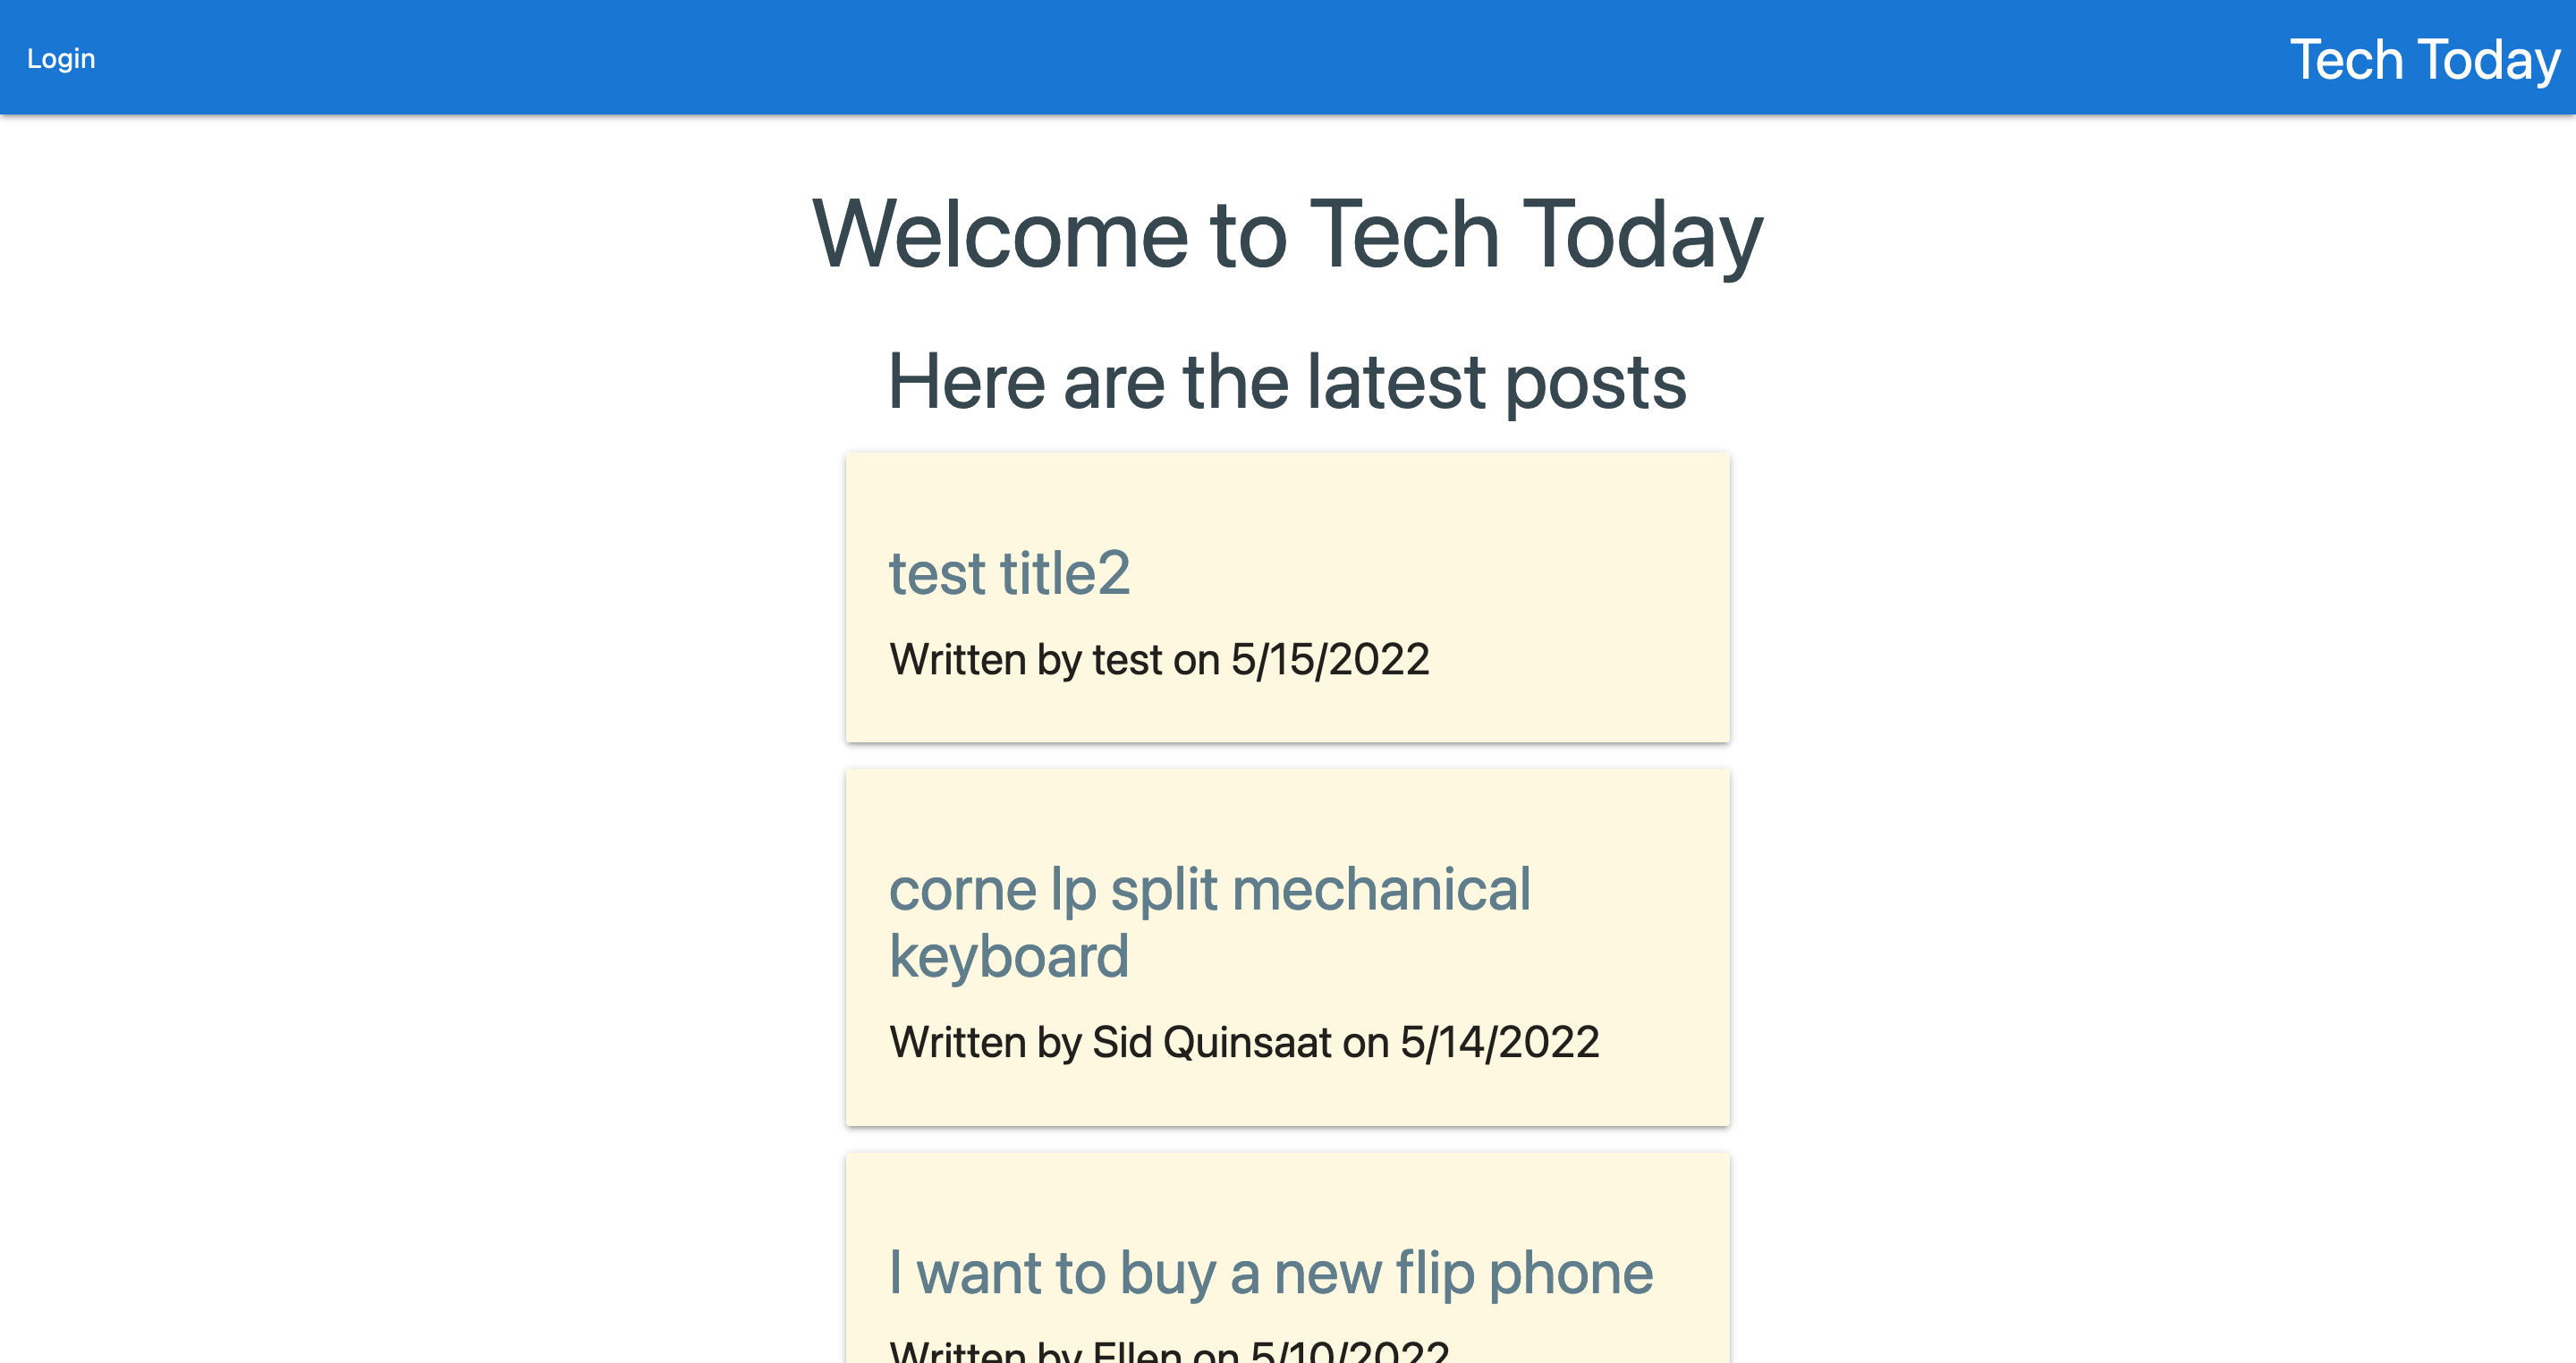 Login
Tech Today
Welcome to Tech Today
Here are the latest posts
test title2
Written by test on 5/15/2022
corne lp split mechanical
keyboard
Written by Sid Quinsaat on 5/14/2022
I want to buy a new flip phone
Written by Ellen on 5/10/2022